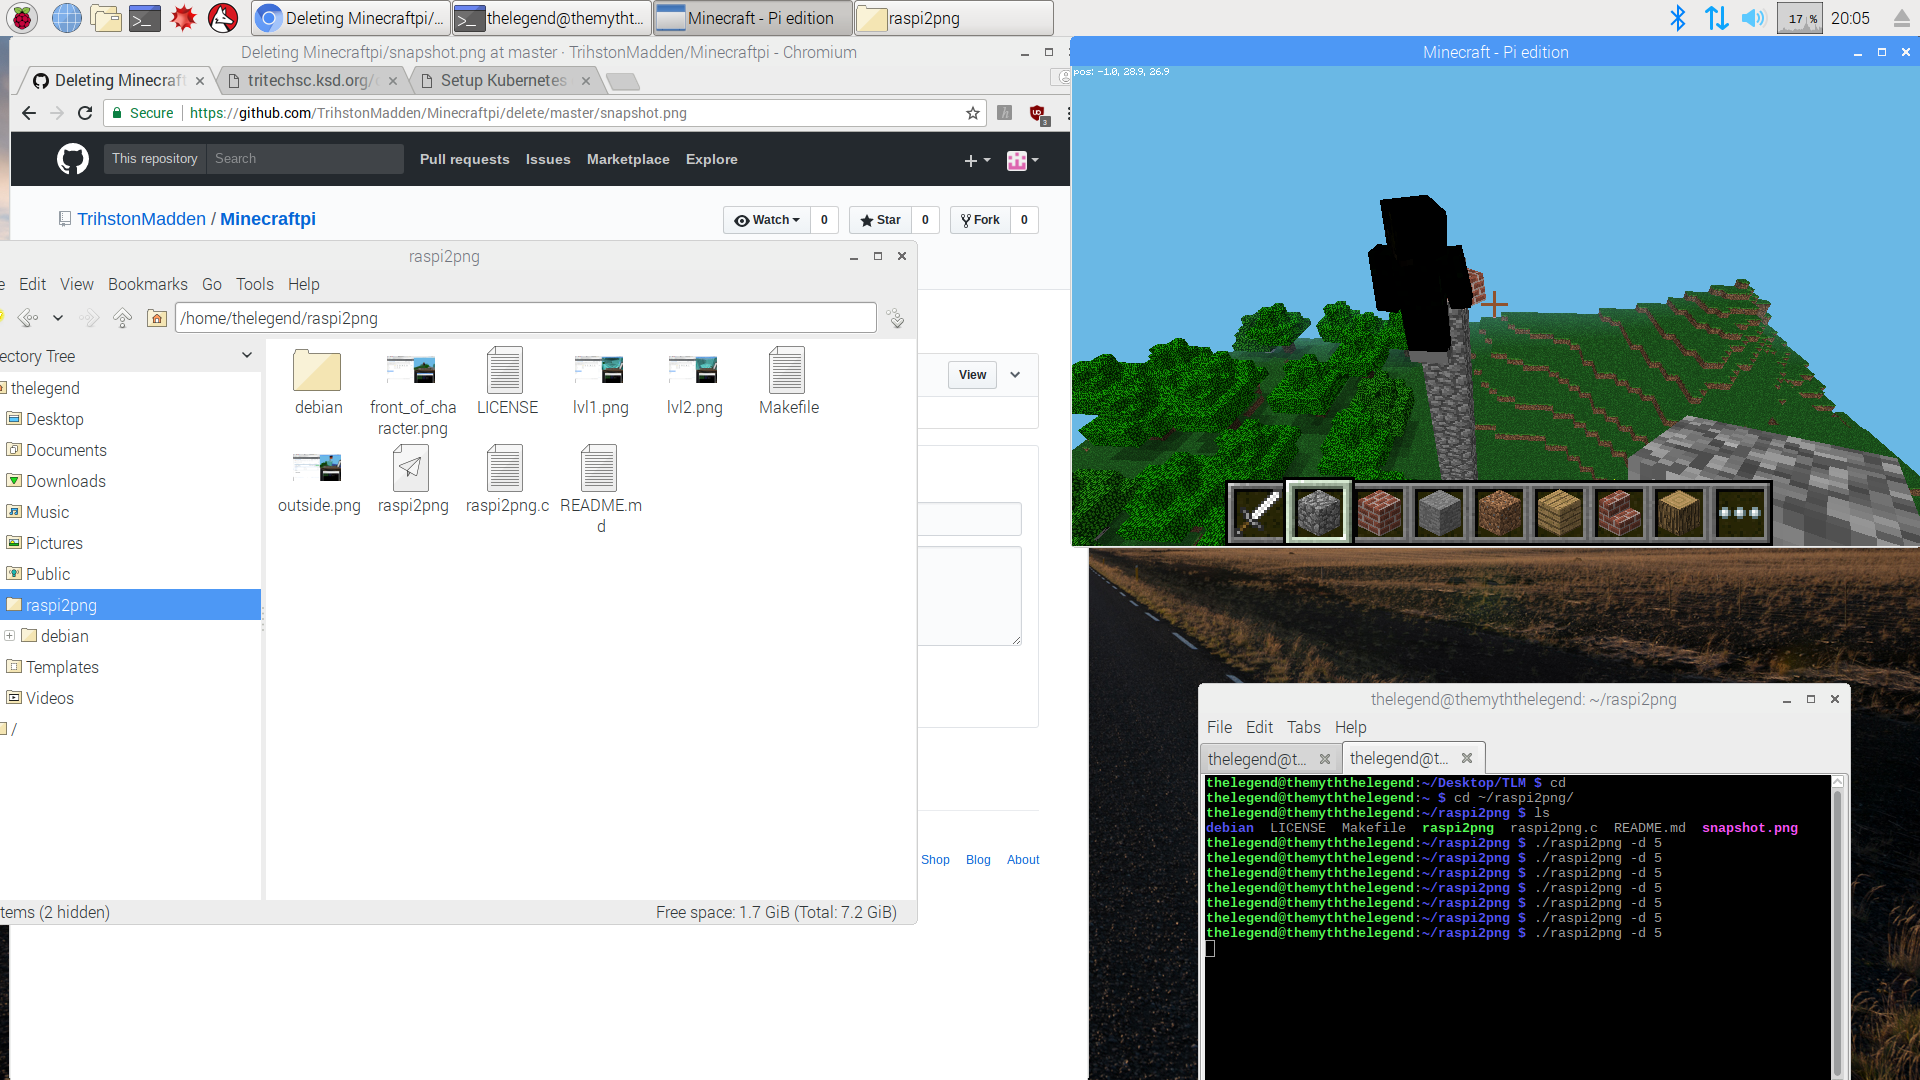 Deleting Minecraftpi/...
thelegend@themytht...
Minecraft - Pi edition
raspi2png
17 %
20:05
Deleting Minecraftpi/snapshot.png at master · TrihstonMadden/Minecraftpi - Chromium
Deleting Minecraft
tritechsc.ksd.org/
Setup Kubernetes
Secure
https://github.com/TrihstonMadden/Minecraftpi/delete/master/snapshot.png
3
This repository
Search
Pull requests
Issues
Marketplace
Explore
TrihstonMadden / Minecraftpi
Watch
0
Star
0
Fork
0
raspi2png
Edit
View
Bookmarks
Go
Tools
Help
/home/thelegend/raspi2png
ectory Tree
thelegend
Desktop
Documents
Downloads
Music
Pictures
Public
raspi2png
debian
Templates
Videos
/
debian
front_of_cha
racter.png
LICENSE
lvl1.png
lvl2.png
Makefile
outside.png
raspi2png
raspi2png.c
README.m
d
tems (2 hidden)
Free space: 1.7 GiB (Total: 7.2 GiB)
View
Shop
Blog
About
Minecraft - Pi edition
pos: -1.0, 28.9, 26.9
thelegend@themyththelegend: ~/raspi2png
File
Edit
Tabs
Help
thelegend@t...
thelegend@t...
thelegend@themyththelegend:~/Desktop/TLM $ cd
thelegend@themyththelegend:~ $ cd ~/raspi2png/
thelegend@themyththelegend:~/raspi2png $ ls
debian  LICENSE  Makefile  raspi2png  raspi2png.c  README.md  snapshot.png
thelegend@themyththelegend:~/raspi2png $ ./raspi2png -d 5
thelegend@themyththelegend:~/raspi2png $ ./raspi2png -d 5
thelegend@themyththelegend:~/raspi2png $ ./raspi2png -d 5
thelegend@themyththelegend:~/raspi2png $ ./raspi2png -d 5
thelegend@themyththelegend:~/raspi2png $ ./raspi2png -d 5
thelegend@themyththelegend:~/raspi2png $ ./raspi2png -d 5
thelegend@themyththelegend:~/raspi2png $ ./raspi2png -d 5